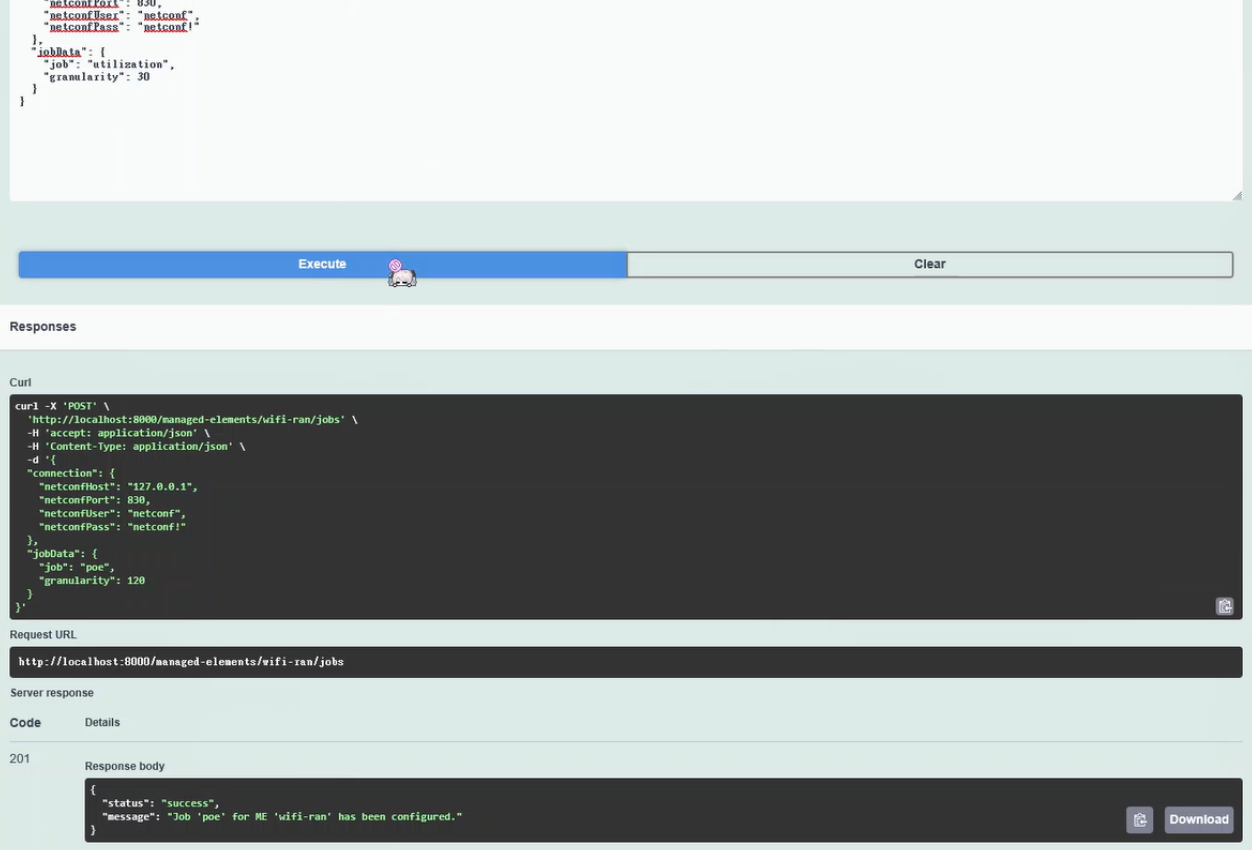 "netconfPort": 830,
"netconfUser": "netconf",
"netconfPass": "netconf!"
},
"jobData": {
"job": "utilization",
"granularity": 30
}
}
Execute
Clear
Responses
Curl
curl -X 'POST' \
'http://localhost:8000/managed-elements/wifi-ran/jobs' \
-H 'accept: application/json' \
-H 'Content-Type: application/json' \
-d '{
"connection": {
"netconfHost": "127.0.0.1",
"netconfPort": 830,
"netconfUser": "netconf",
"netconfPass": "netconf!"
},
"jobData": {
"job": "poe",
"granularity": 120
}
}'
Request URL
http://localhost:8000/managed-elements/wifi-ran/jobs
Server response
Code Details
201
Response body
{
"status": "success",
"message": "Job 'poe' for ME 'wifi-ran' has been configured."
}
Download